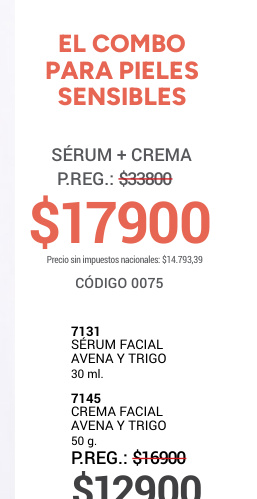 EL COMBO
PARA PIELES
SENSIBLES
SÉRUM + CREMA
P.REG.: $33800
$17900
Precio sin impuestos nacionales: $14.793,39
CÓDIGO 0075
7131
SÉRUM FACIAL
AVENA Y TRIGO
30 ml.
7145
CREMA FACIAL
AVENA Y TRIGO
50 g.
P.REG.: $16900
$12900